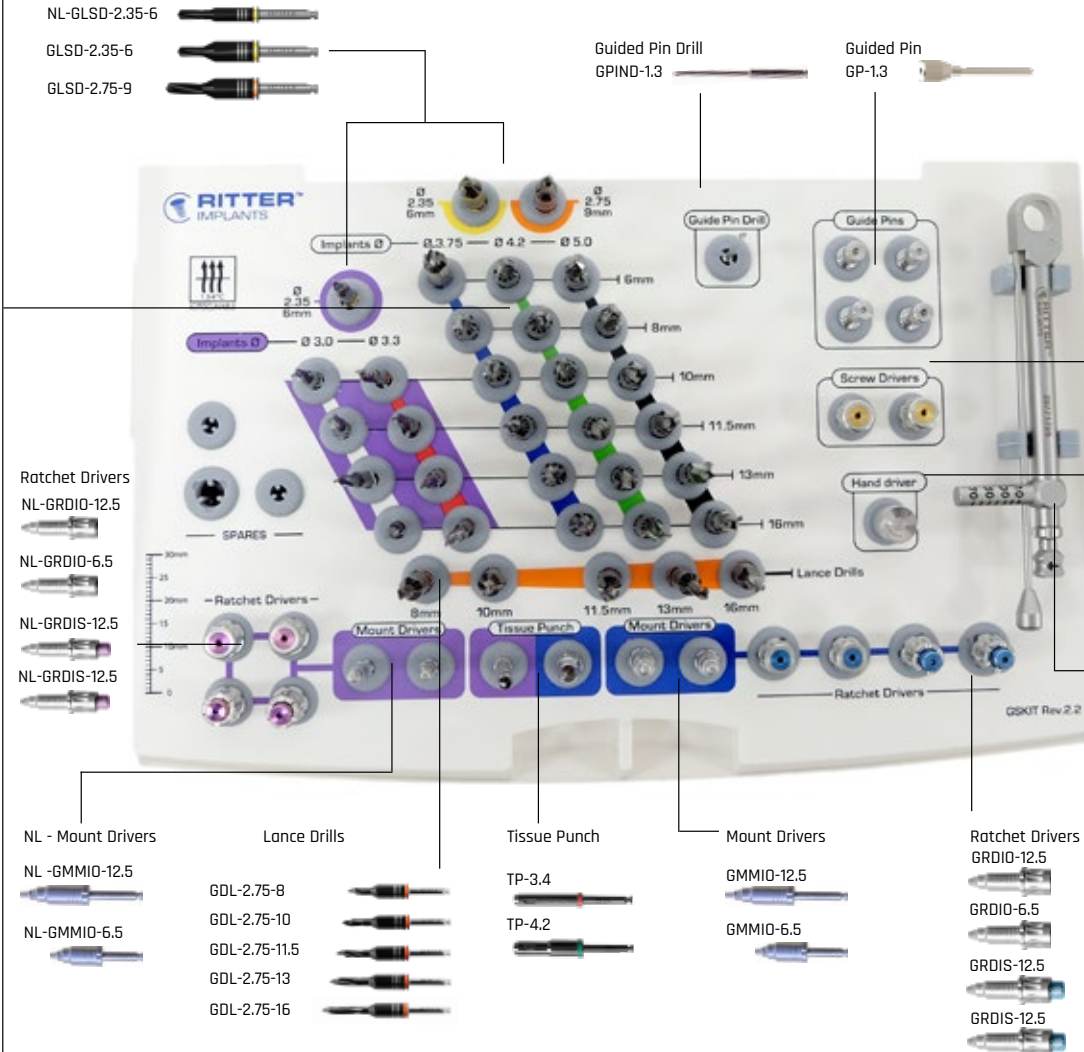 NL-GLSD-2.35-6
GLSD-2.35-6
GLSD-2.75-9
Guided Pin Drill
GPIND-1.3
Guided Pin
GP-1.3
RITTER™
IMPLANTS
Ø
2.35
6mm
Ø
2.75
9mm
Implants Ø
Ø 3.75 — Ø 4.2 — Ø 5.0
Guide Pin Drill
Guide Pins
6mm
Ø
2.35
6mm
8mm
Implants Ø
Ø 3.0 — Ø 3.3
10mm
Screw Drivers
11.5mm
13mm
Hand driver
16mm
SPARES
Lance Drills
8mm
10mm
11.5mm
13mm
16mm
30mm
25
20mm
15
10mm
5
0
Ratchet Drivers
Mount Drivers
Tissue Punch
Mount Drivers
Ratchet Drivers
GSKIT Rev.2.2
RITTER
Ratchet Drivers
NL-GRDIO-12.5
NL-GRDIO-6.5
NL-GRDIS-12.5
NL-GRDIS-12.5
NL - Mount Drivers
NL -GMMIO-12.5
NL-GMMIO-6.5
Lance Drills
GDL-2.75-8
GDL-2.75-10
GDL-2.75-11.5
GDL-2.75-13
GDL-2.75-16
Tissue Punch
TP-3.4
TP-4.2
Mount Drivers
GMMIO-12.5
GMMIO-6.5
Ratchet Drivers
GRDIO-12.5
GRDIO-6.5
GRDIS-12.5
GRDIS-12.5